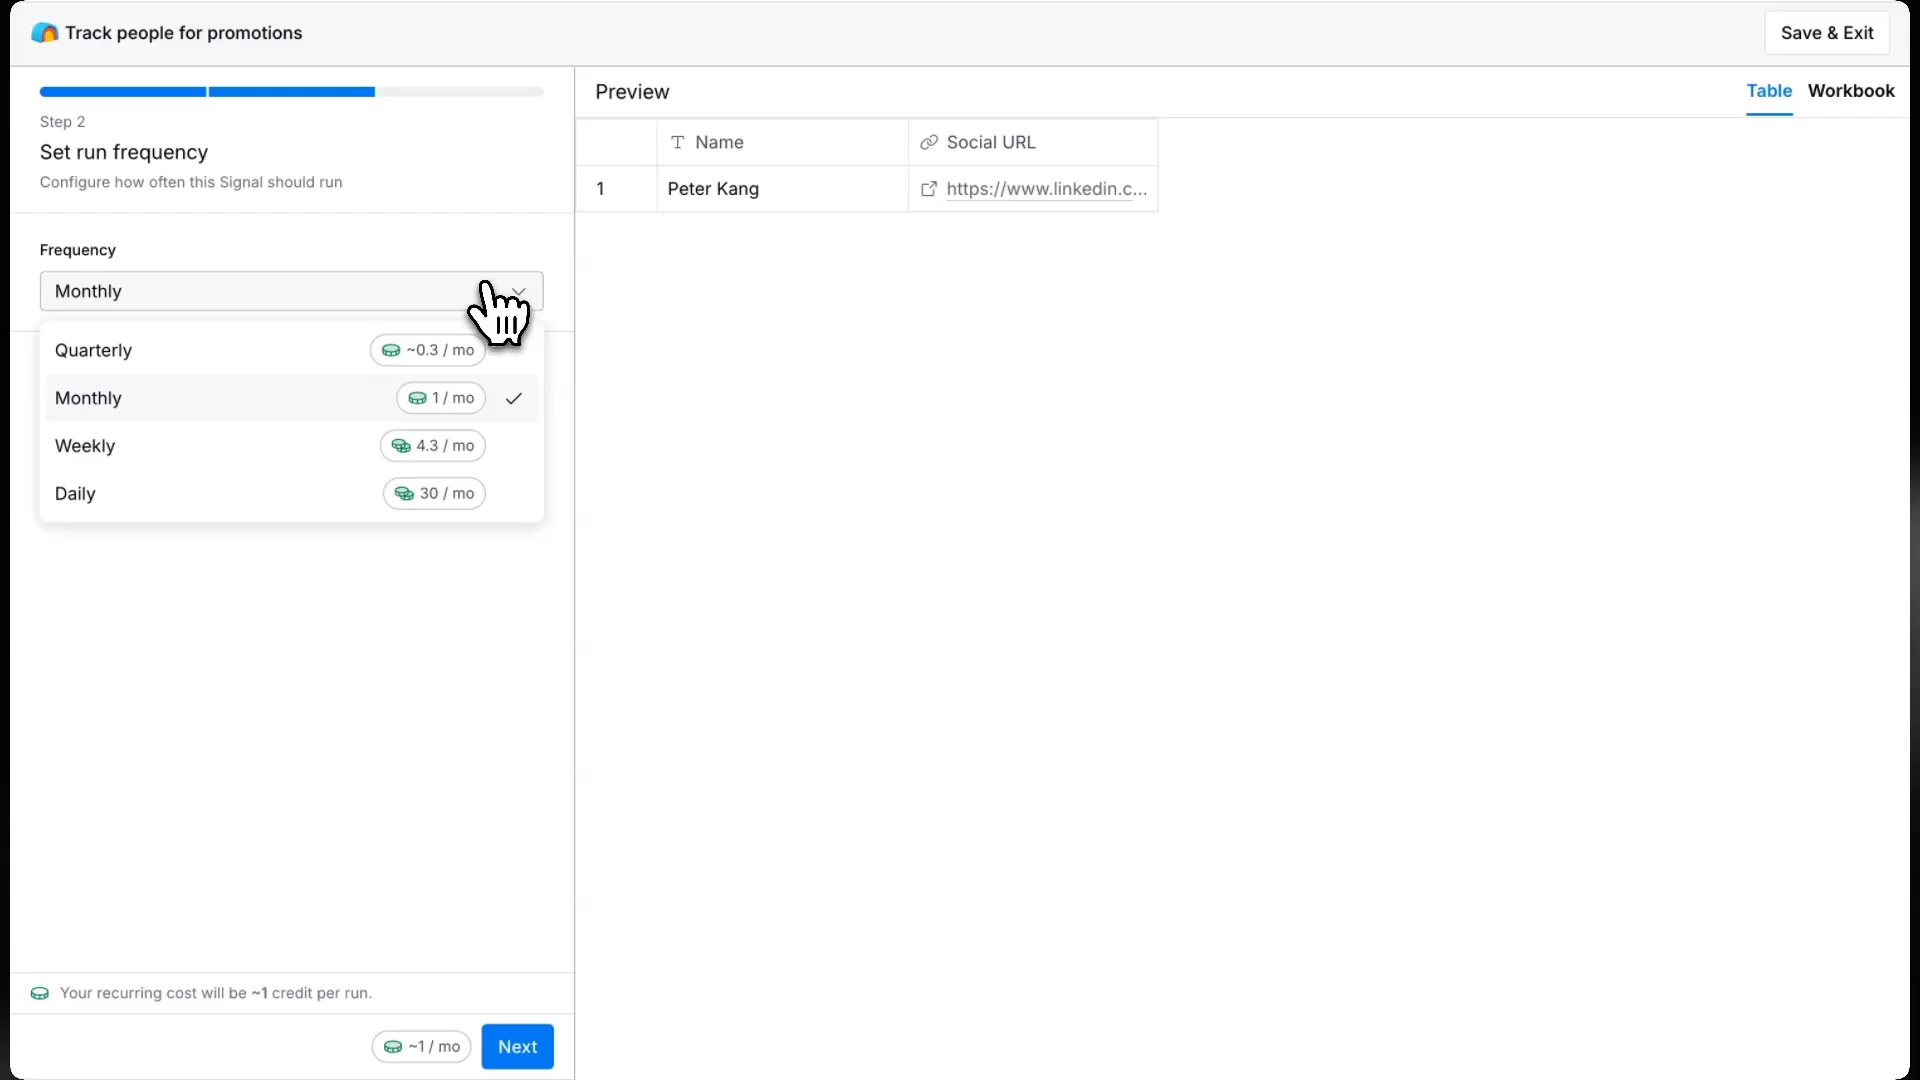 Track people for promotions
Save & Exit
Step 2
Set run frequency
Configure how often this Signal should run
Frequency
Monthly
Quarterly ~0.3 / mo
Monthly 1 / mo
Weekly 4.3 / mo
Daily 30 / mo
Your recurring cost will be ~1 credit per run.
~1 / mo Next
Preview
Table Workbook
Name Social URL
1 Peter Kang https://www.linkedin.c...